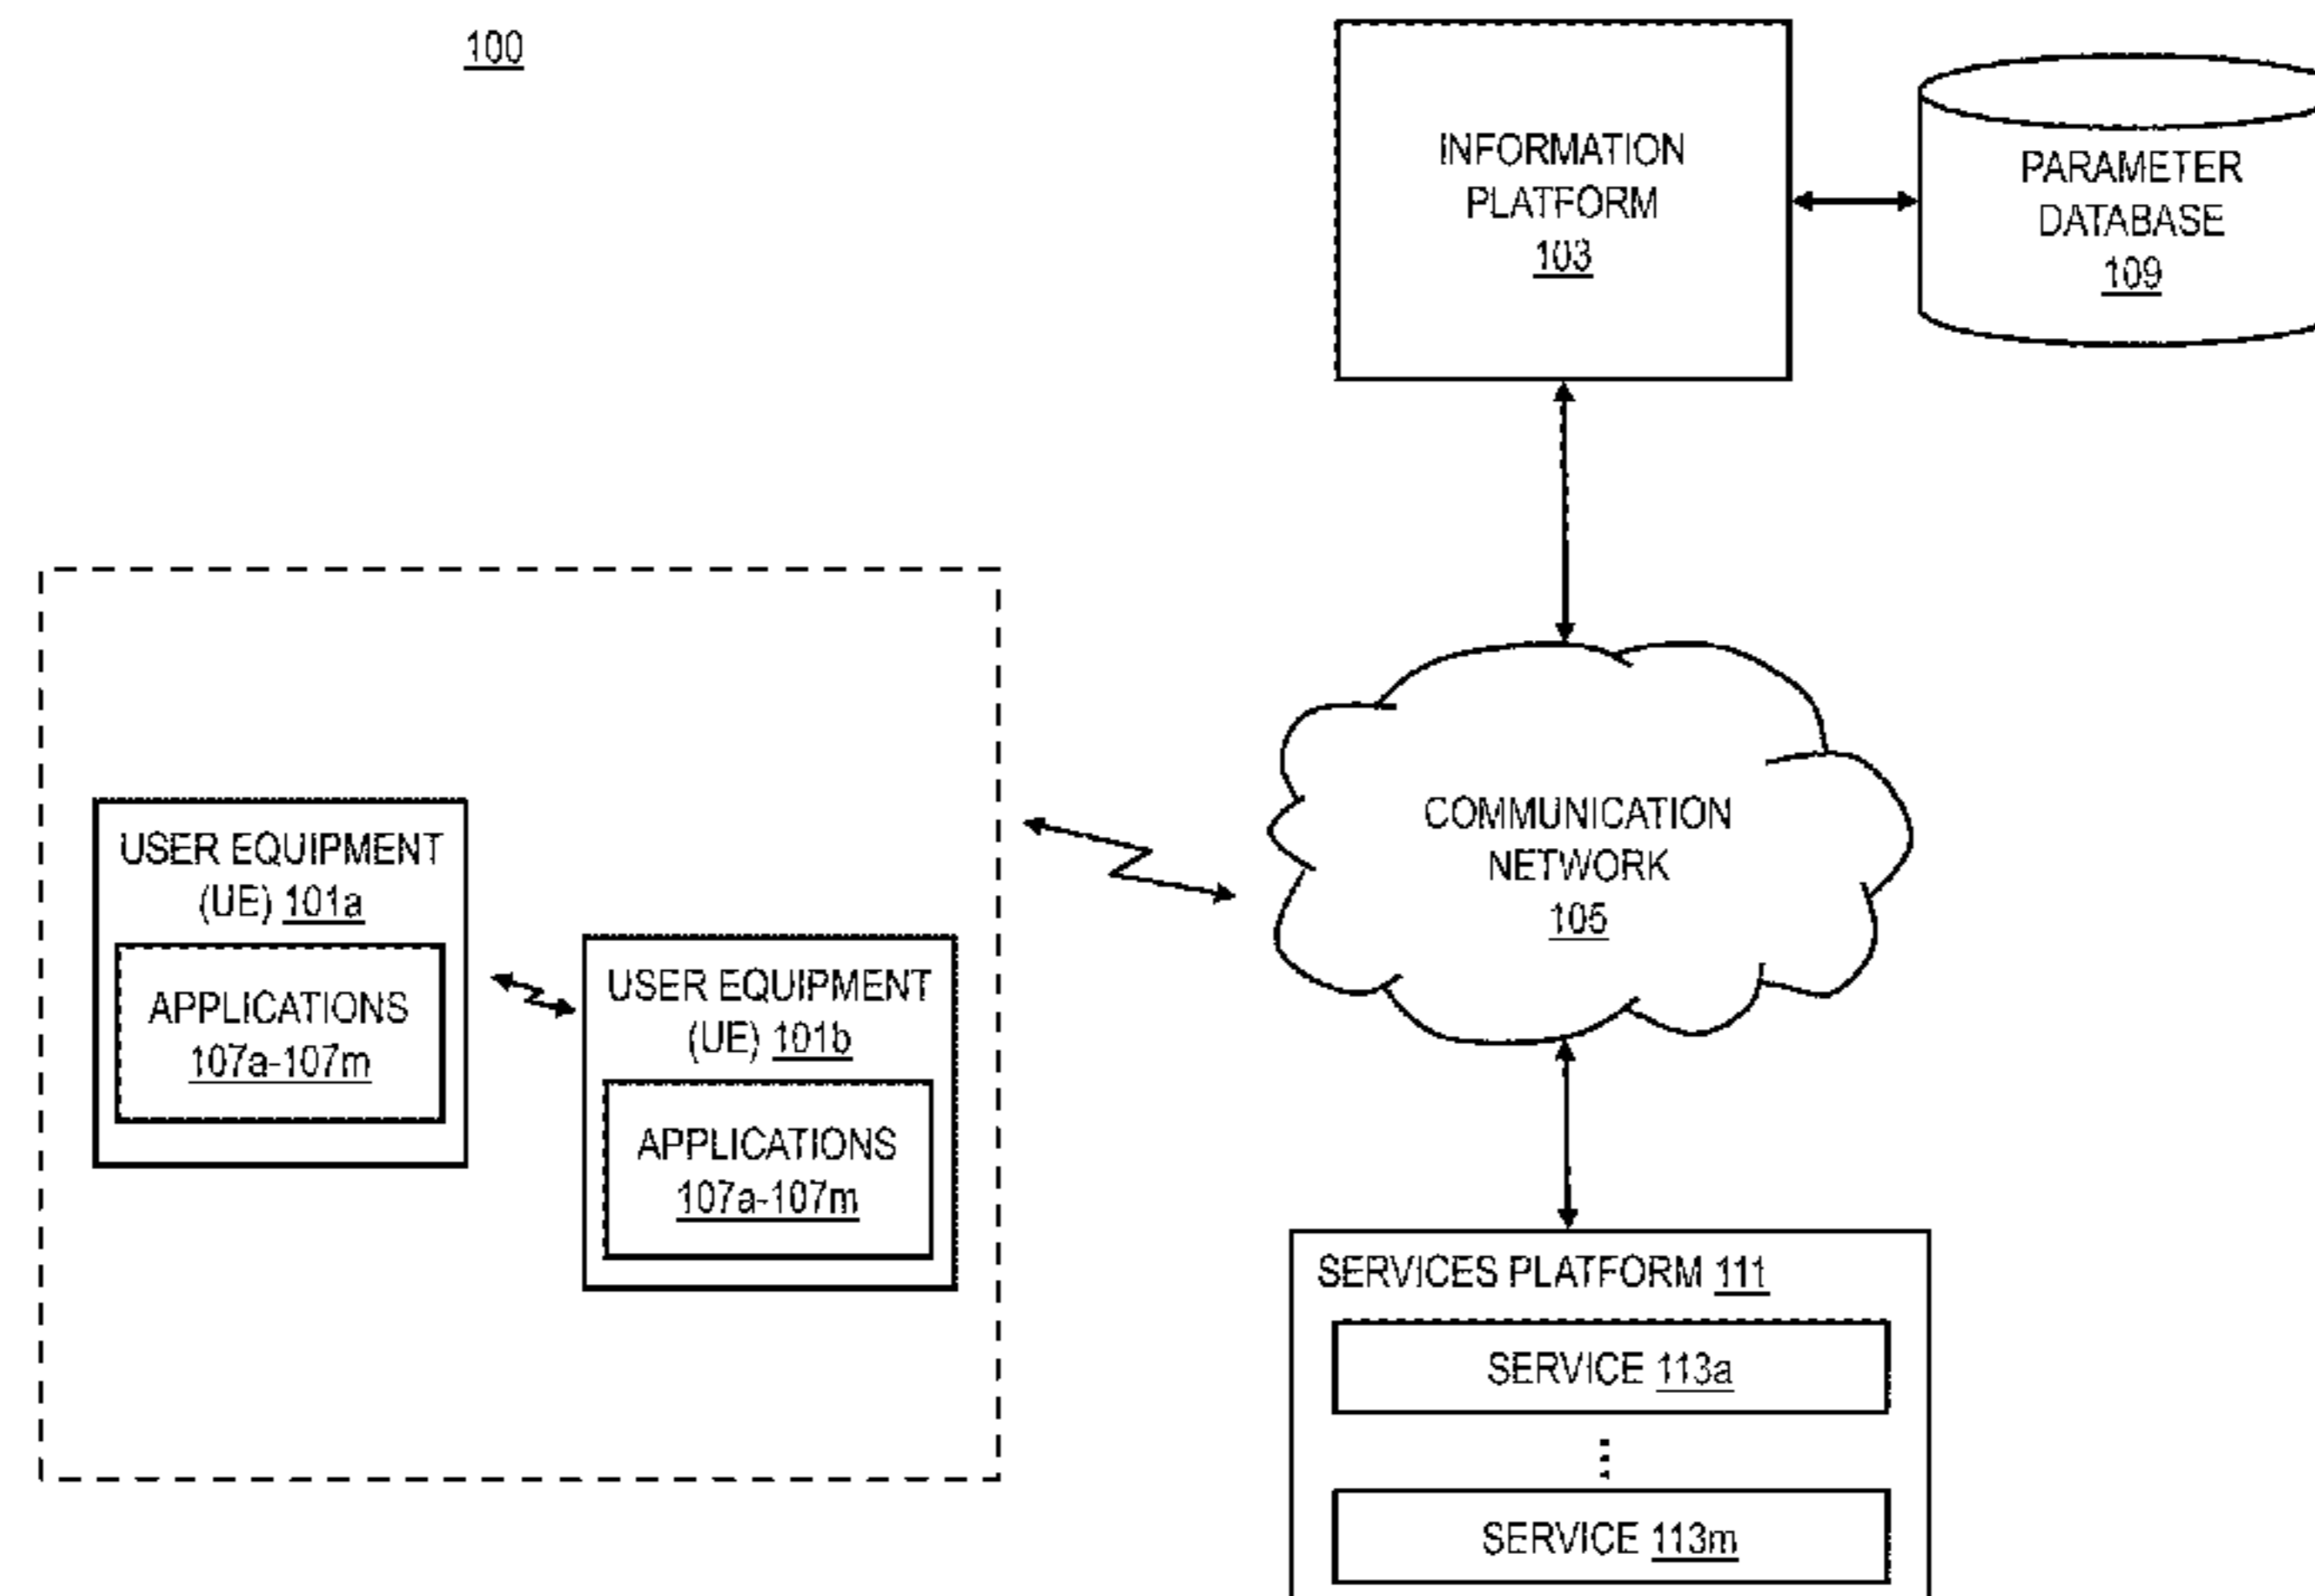 100
INFORMATION
PLATFORM
103
PARAMETER
DATABASE
109
USER EQUIPMENT
(UE) 101a
APPLICATIONS
107a-107m
USER EQUIPMENT
(UE) 101b
APPLICATIONS
107a-107m
COMMUNICATION
NETWORK
105
SERVICES PLATFORM 111
SERVICE 113a
⋮
SERVICE 113m